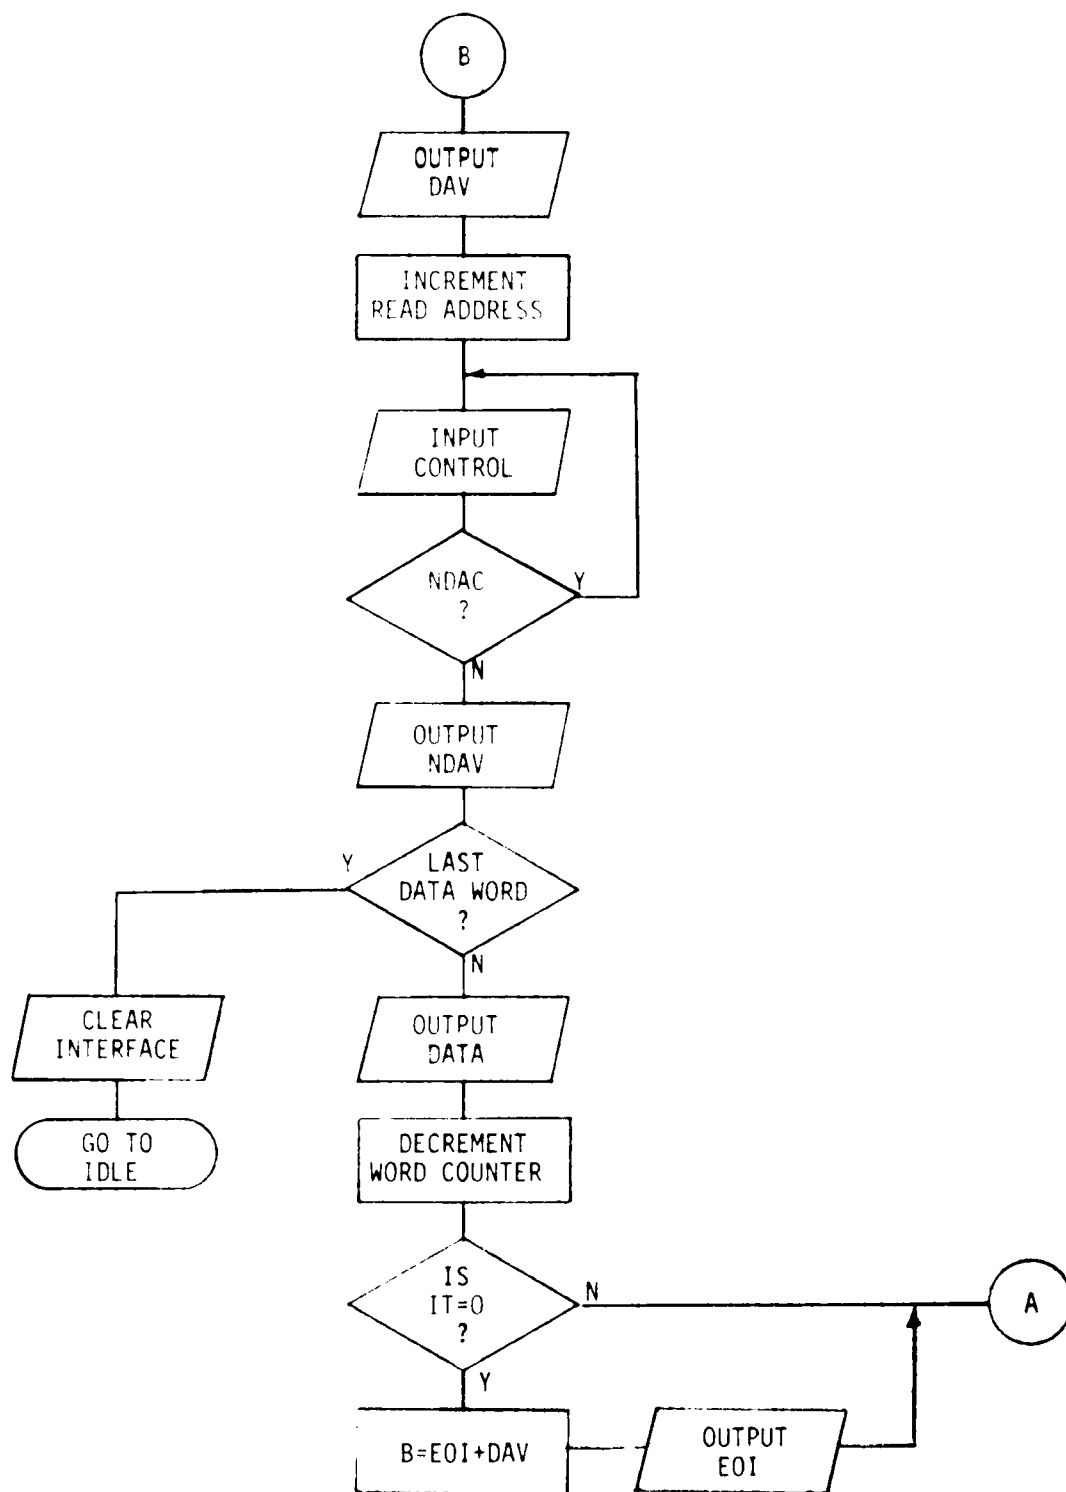 B
OUTPUT
DAV
INCREMENT
READ ADDRESS
INPUT
CONTROL
NDAC
?
Y
N
OUTPUT
NDAV
Y
LAST
DATA WORD
?
N
CLEAR
INTERFACE
OUTPUT
DATA
GO TO
IDLE
DECREMENT
WORD COUNTER
IS
IT=0
?
N
A
Y
B=EOI+DAV
OUTPUT
EOI